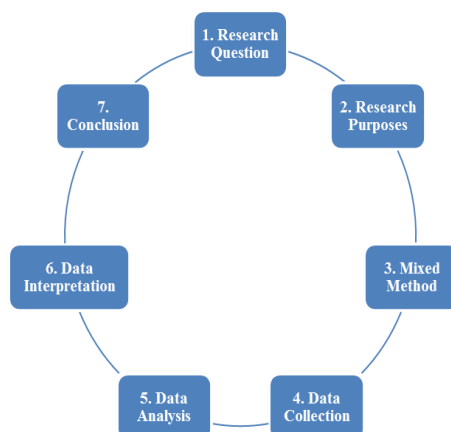 1. Research
Question
2. Research
Purposes
3. Mixed
Method
4. Data
Collection
5. Data
Analysis
6. Data
Interpretation
7.
Conclusion